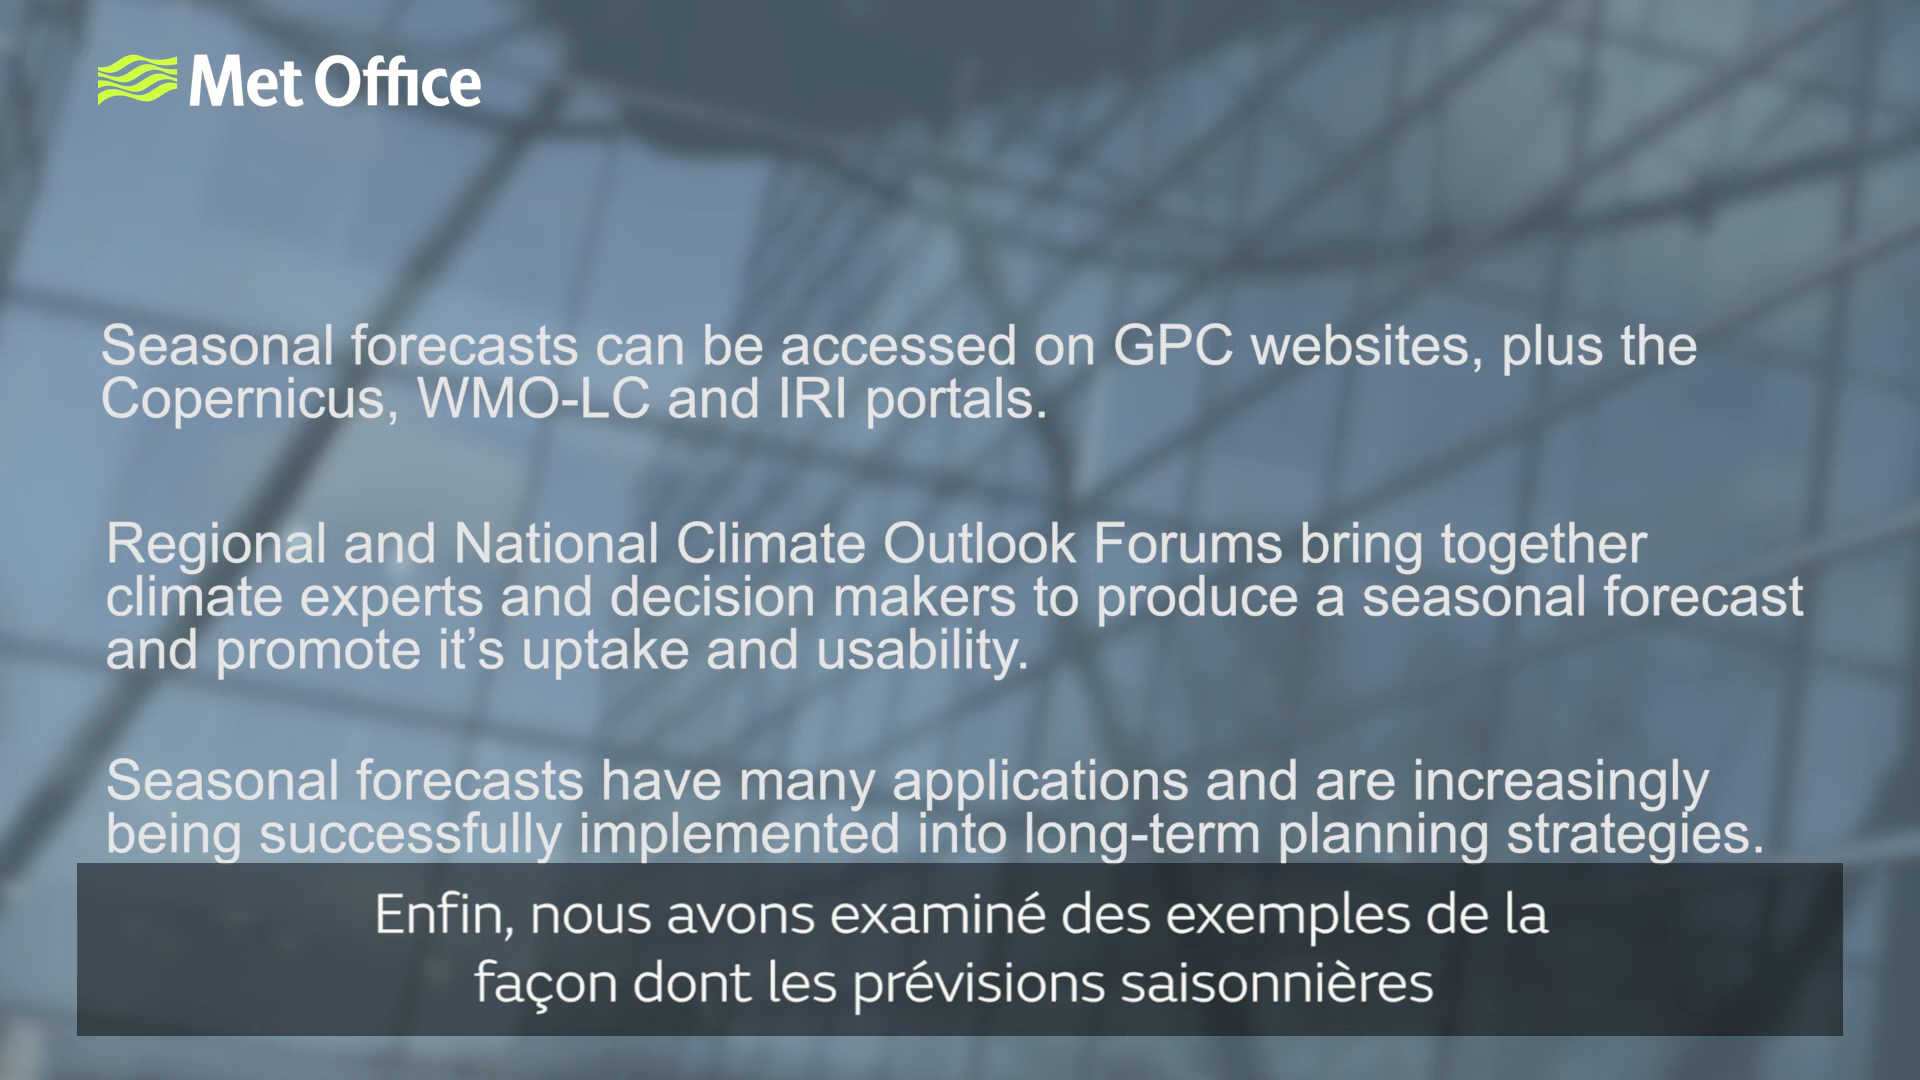 Met Office
Seasonal forecasts can be accessed on GPC websites, plus the
Copernicus, WMO-LC and IRI portals.
Regional and National Climate Outlook Forums bring together
climate experts and decision makers to produce a seasonal forecast
and promote it’s uptake and usability.
Seasonal forecasts have many applications and are increasingly
being successfully implemented into long-term planning strategies.
Enfin, nous avons examiné des exemples de la
façon dont les prévisions saisonnières